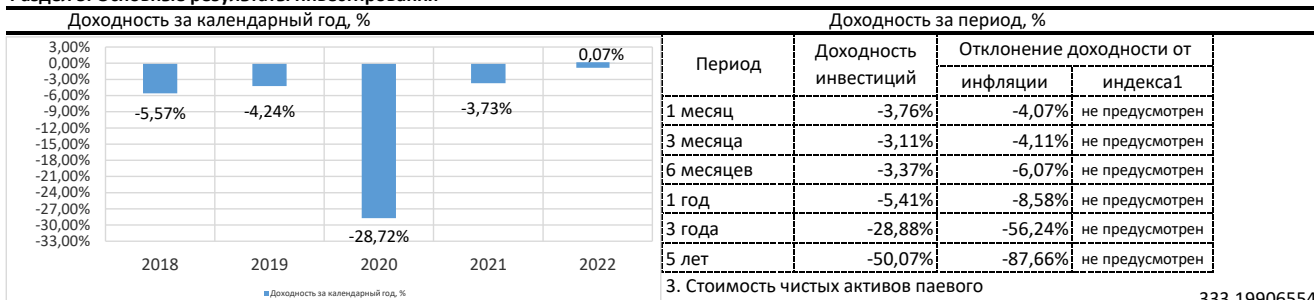 Доходность за календарный год, %
Доходность за период, %
3,00%
0,00%
-3,00%
-6,00%
-9,00%
-12,00%
-15,00%
-18,00%
-21,00%
-24,00%
-27,00%
-30,00%
-33,00%
-5,57%
-4,24%
-28,72%
-3,73%
0,07%
2018 2019 2020 2021 2022
Доходность за календарный год, %
Период Доходность инвестиций Отклонение доходности от
инфляции индекса1
1 месяц -3,76% -4,07% не предусмотрен
3 месяца -3,11% -4,11% не предусмотрен
6 месяцев -3,37% -6,07% не предусмотрен
1 год -5,41% -8,58% не предусмотрен
3 года -28,88% -56,24% не предусмотрен
5 лет -50,07% -87,66% не предусмотрен
3. Стоимость чистых активов паевого